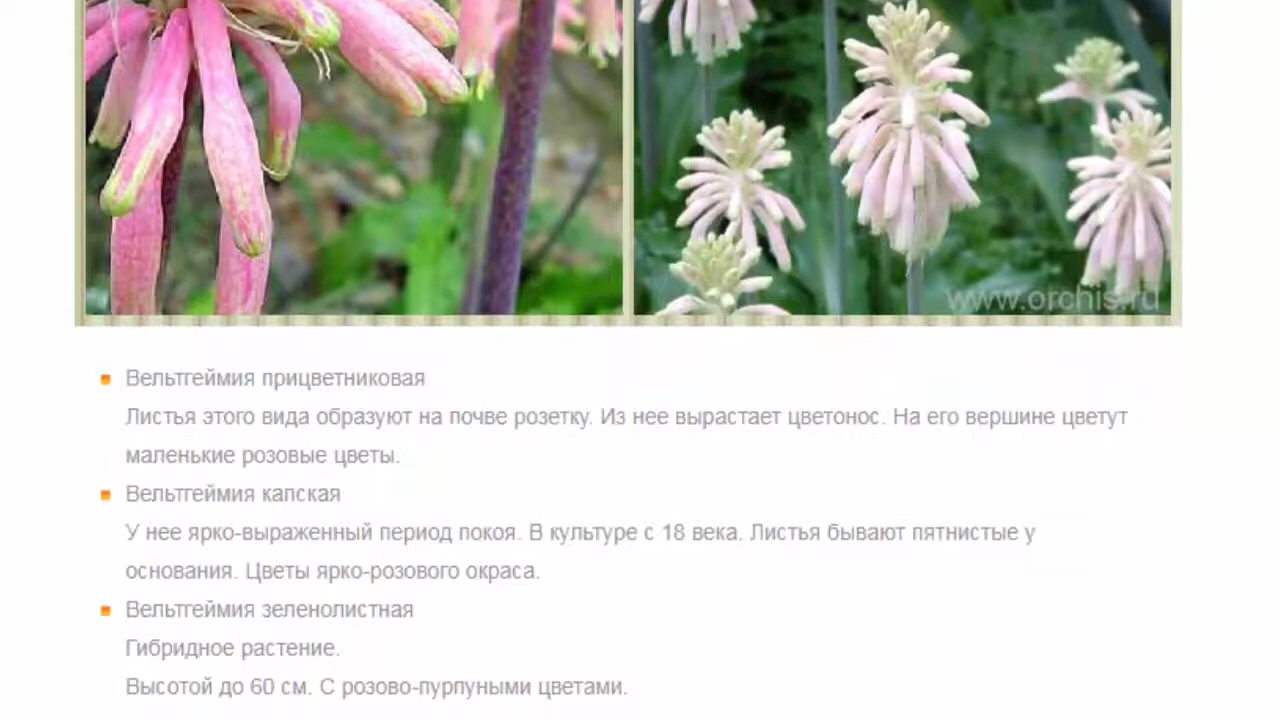 www.orchis.ru
Вельтгеймия прицветниковая
Листья этого вида образуют на почве розетку. Из нее вырастает цветонос. На его вершине цветут
маленькие розовые цветы.
Вельтгеймия капская
У нее ярко-выраженный период покоя. В культуре с 18 века. Листья бывают пятнистые у
основания. Цветы ярко-розового окраса.
Вельтгеймия зеленолистная
Гибридное растение.
Высотой до 60 см. С розово-пурпуными цветами.